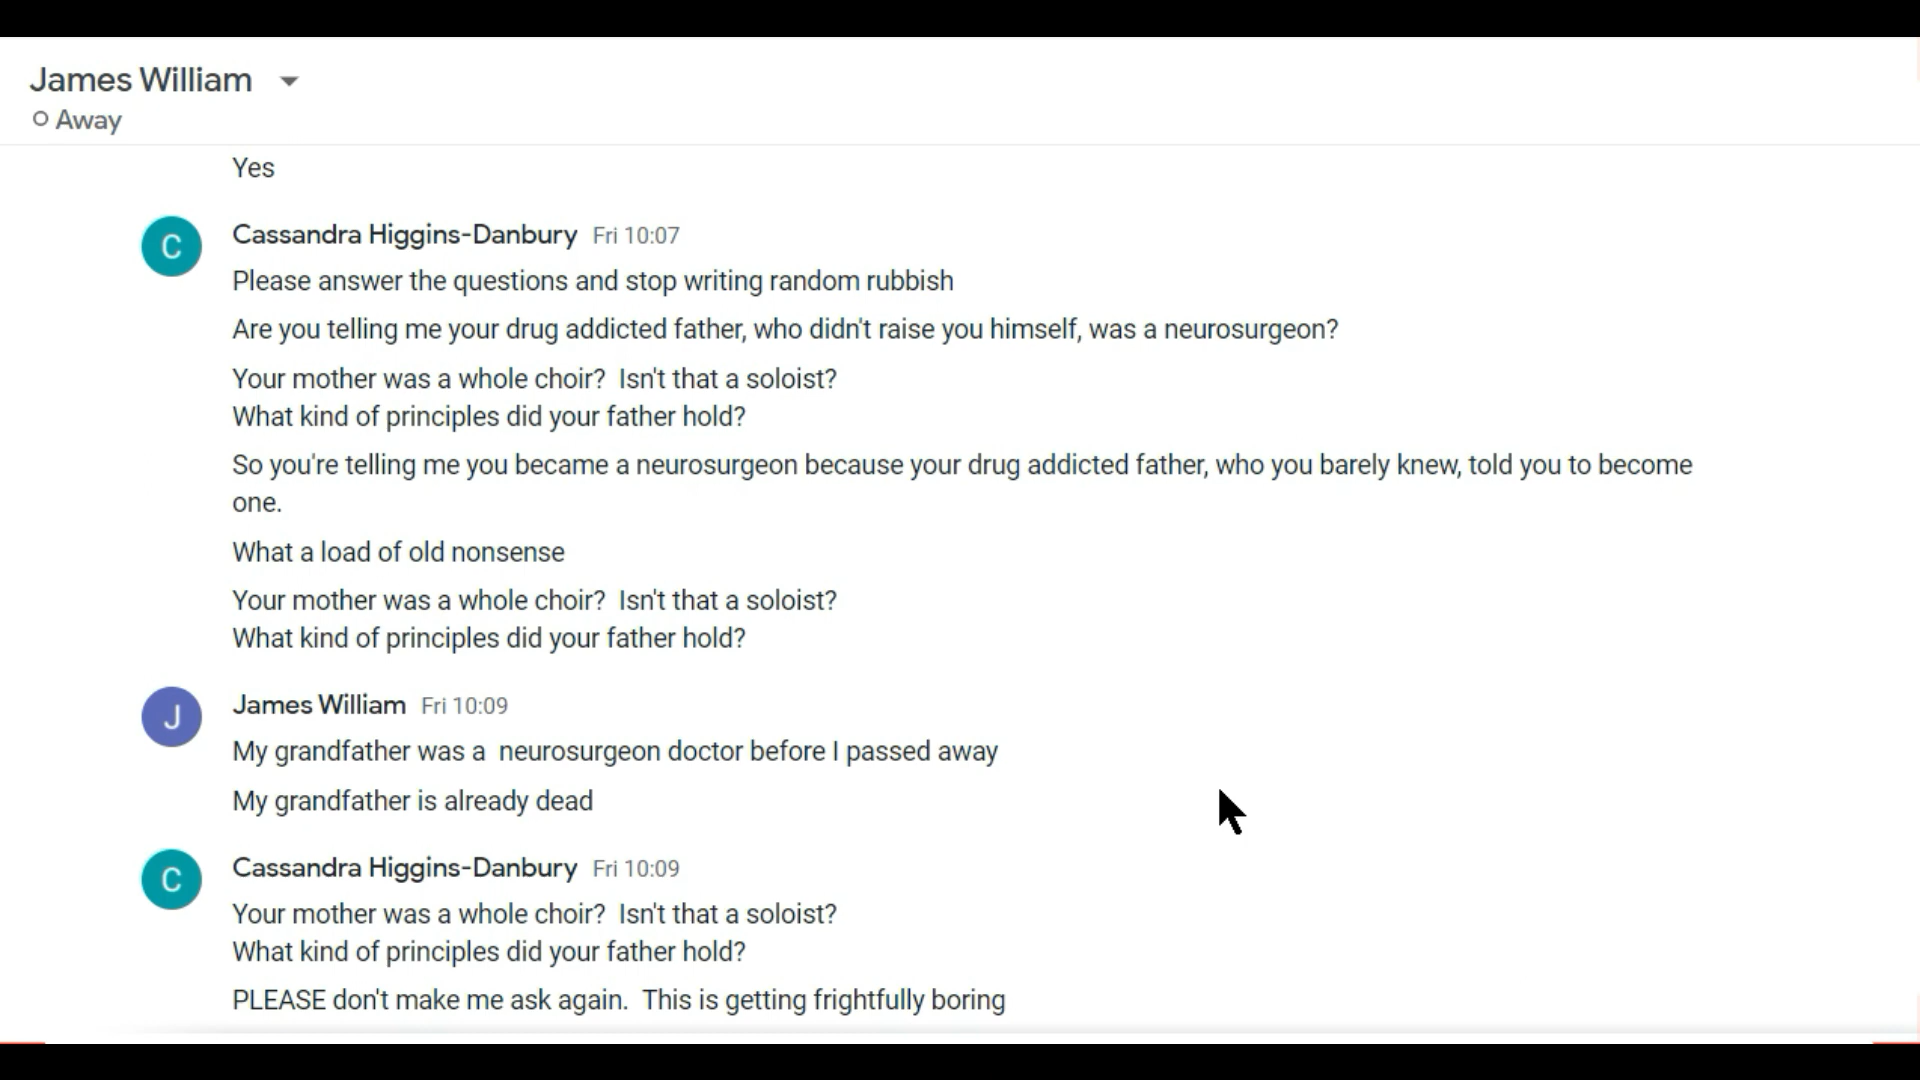 James William
Away
Yes
C
Cassandra Higgins-Danbury Fri 10:07
Please answer the questions and stop writing random rubbish
Are you telling me your drug addicted father, who didn't raise you himself, was a neurosurgeon?
Your mother was a whole choir?  Isn't that a soloist?
What kind of principles did your father hold?
So you're telling me you became a neurosurgeon because your drug addicted father, who you barely knew, told you to become
one.
What a load of old nonsense
Your mother was a whole choir?  Isn't that a soloist?
What kind of principles did your father hold?
J
James William Fri 10:09
My grandfather was a  neurosurgeon doctor before I passed away
My grandfather is already dead
C
Cassandra Higgins-Danbury Fri 10:09
Your mother was a whole choir?  Isn't that a soloist?
What kind of principles did your father hold?
PLEASE don't make me ask again.  This is getting frightfully boring